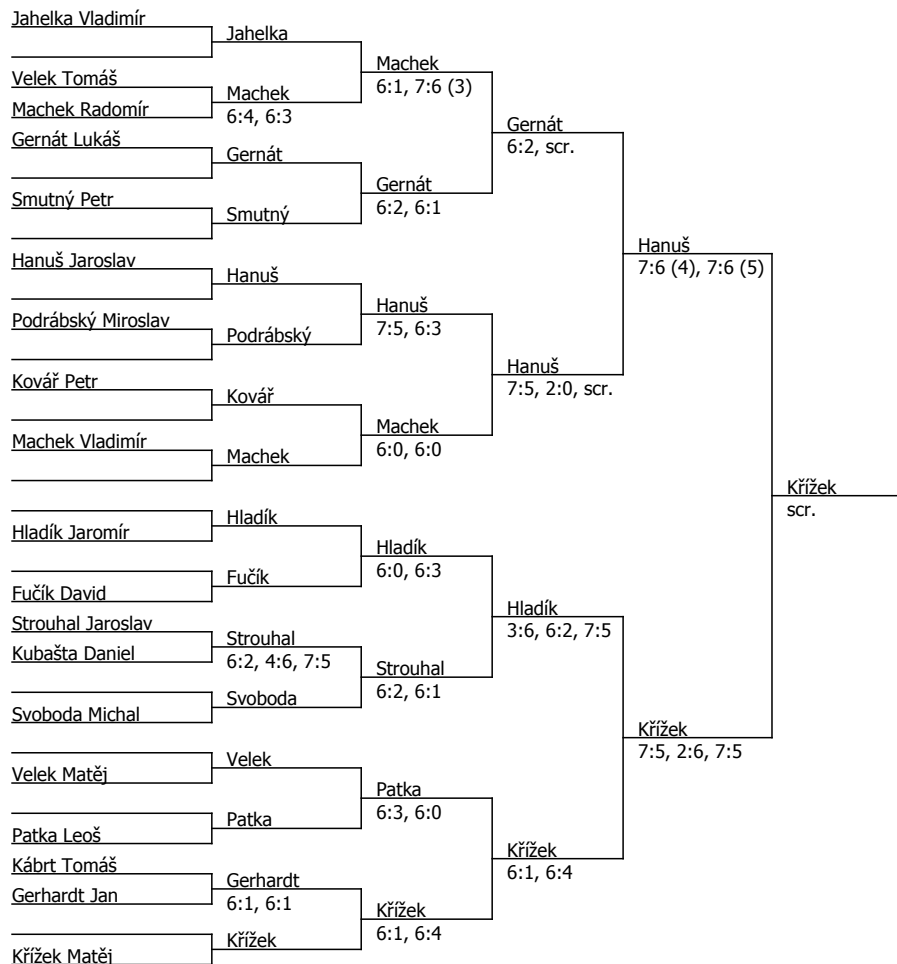 Jahelka Vladimír
Jahelka
Machek
6:1, 7:6 (3)
Velek Tomáš
Machek
Machek Radomír
6:4, 6:3
Gernát
6:2, scr.
Gernát Lukáš
Gernát
Gernát
6:2, 6:1
Smutný Petr
Smutný
Hanuš
7:6 (4), 7:6 (5)
Hanuš Jaroslav
Hanuš
Hanuš
7:5, 6:3
Podrábský Miroslav
Podrábský
Hanuš
7:5, 2:0, scr.
Kovář Petr
Kovář
Machek
6:0, 6:0
Machek Vladimír
Machek
Křížek
scr.
Hladík
Hladík Jaromír
Hladík
6:0, 6:3
Fučík
Fučík David
Hladík
3:6, 6:2, 7:5
Strouhal Jaroslav
Strouhal
Kubašta Daniel
6:2, 4:6, 7:5
Strouhal
6:2, 6:1
Svoboda
Svoboda Michal
Křížek
7:5, 2:6, 7:5
Velek
Velek Matěj
Patka
6:3, 6:0
Patka
Patka Leoš
Křížek
6:1, 6:4
Kábrt Tomáš
Gerhardt
Gerhardt Jan
6:1, 6:1
Křížek
6:1, 6:4
Křížek
Křížek Matěj